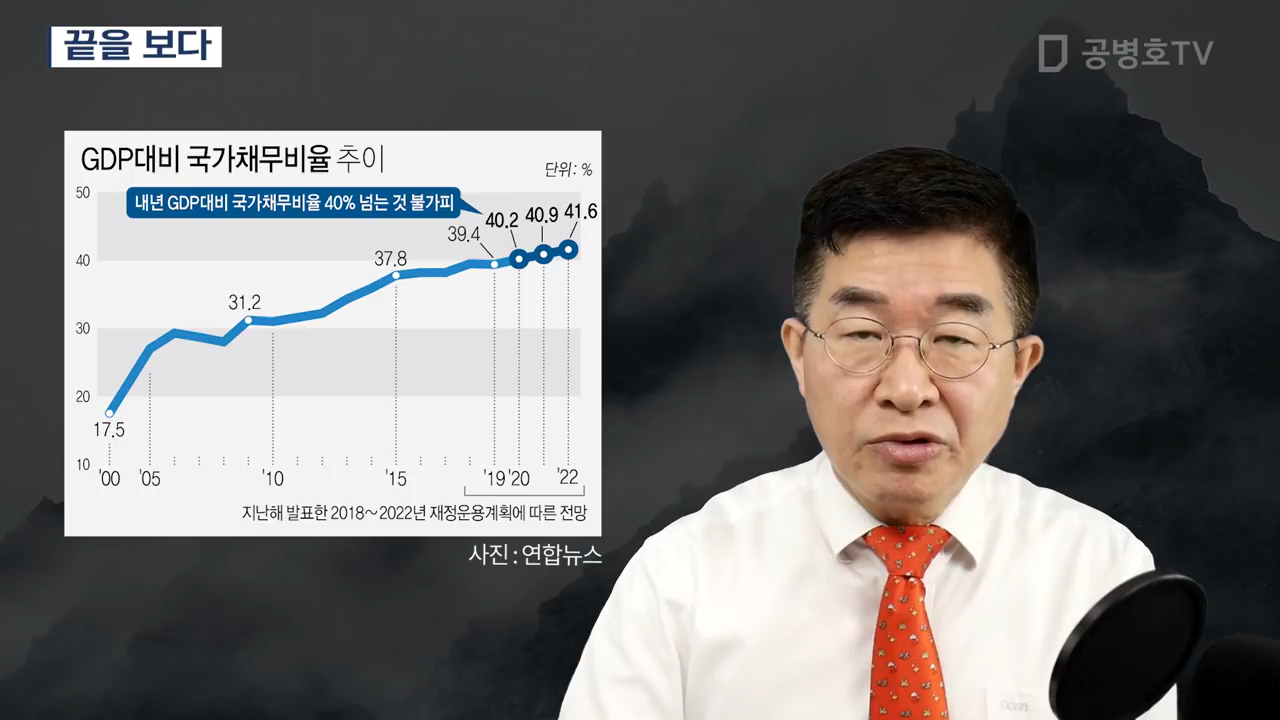 끝을 보다
공병호TV
GDP대비 국가채무비율 추이
단위: %
50
내년 GDP대비 국가채무비율 40% 넘는 것 불가피
40.2 40.9 41.6
39.4
40
37.8
31.2
30
20
17.5
10
'00 '05 '10 '15 '19 '20 '22
지난해 발표한 2018~2022년 재정운용계획에 따른 전망
사진 : 연합뉴스